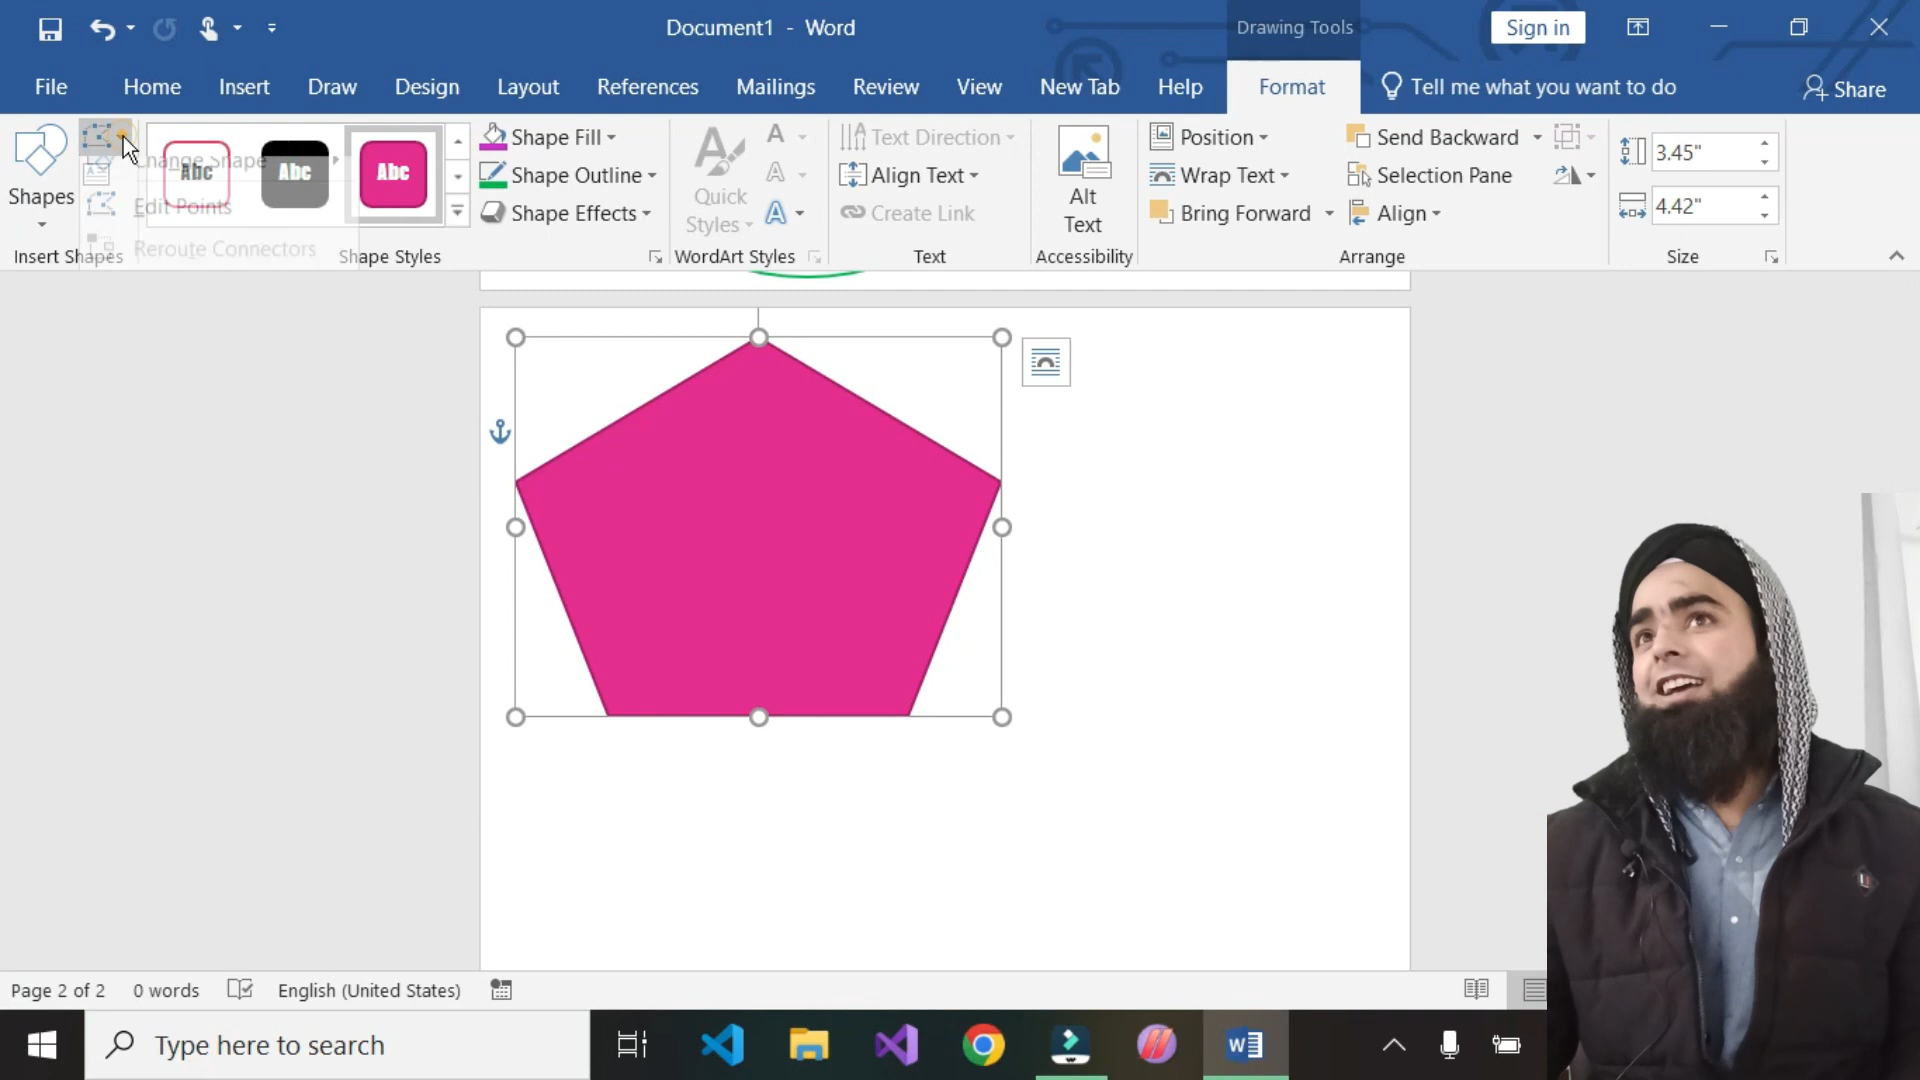 Document1 - Word
Drawing Tools
Sign in
File
Home
Insert
Draw
Design
Layout
References
Mailings
Review
View
New Tab
Help
Format
Tell me what you want to do
Share
Shapes
Change Shape
Edit Points
Reroute Connectors
Insert Shapes
Abc
Abc
Abc
Shape Styles
Shape Fill
Shape Outline
Shape Effects
Quick
Styles
A
A
A
WordArt Styles
Text Direction
Align Text
Create Link
Text
Alt
Text
Accessibility
Position
Wrap Text
Bring Forward
Send Backward
Selection Pane
Align
Arrange
3.45"
4.42"
Size
Page 2 of 2
0 words
English (United States)
Type here to search